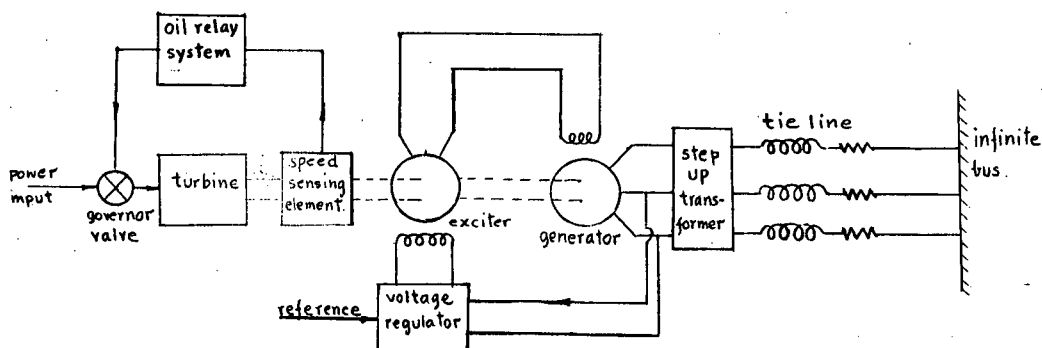 oil relay
system
power
input
governor
valve
turbine
speed
sensing
element.
exciter
generator
step
up
trans-
former
tie line
infinite
bus.
reference
voltage
regulator